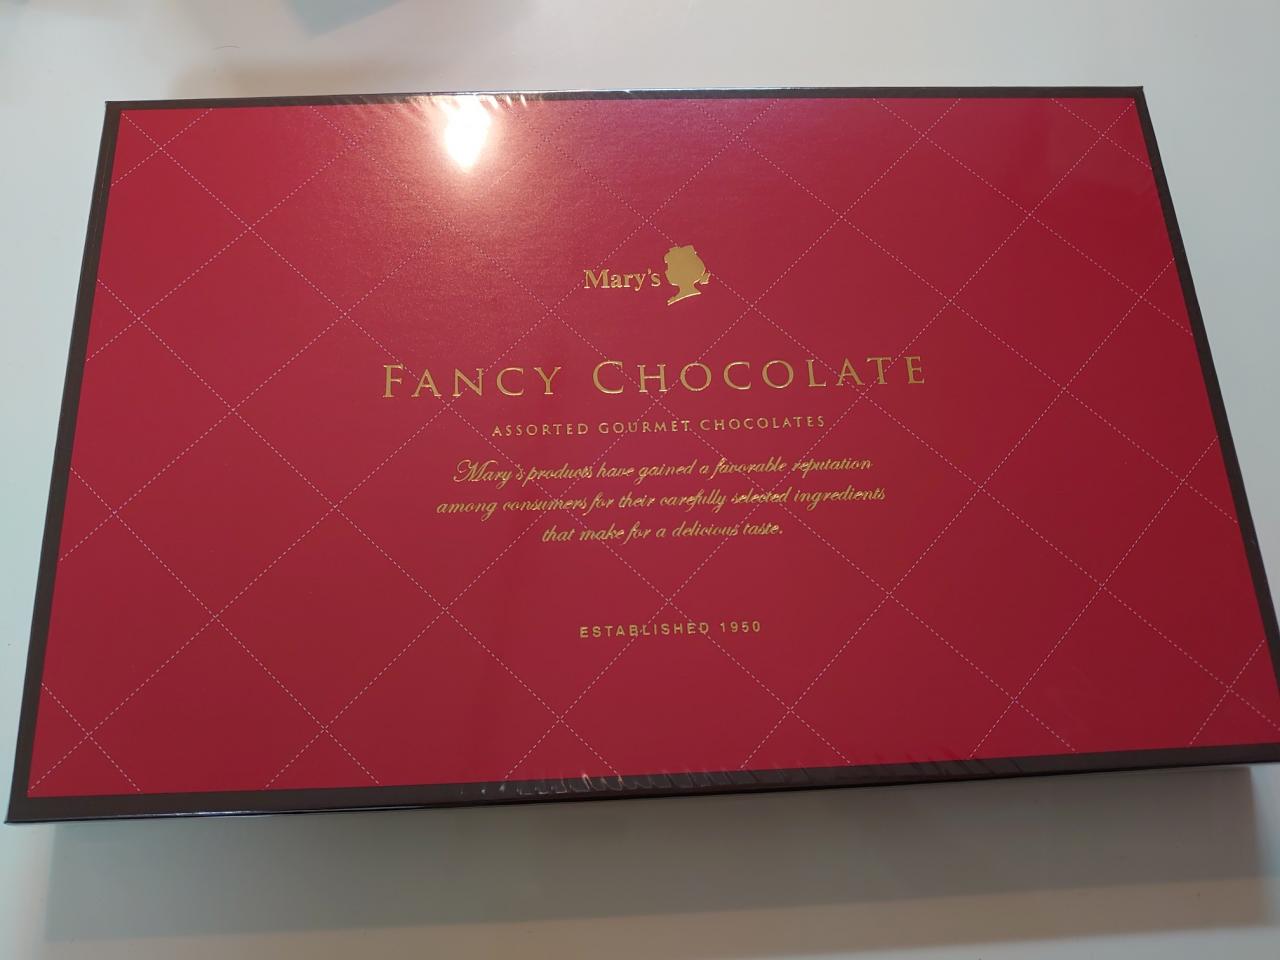 Mary's
FANCY CHOCOLATE
ASSORTED GOURMET CHOCOLATES
Mary's products have gained a favorable reputation
among consumers for their carefully selected ingredients
that make for a delicious taste.
ESTABLISHED 1950